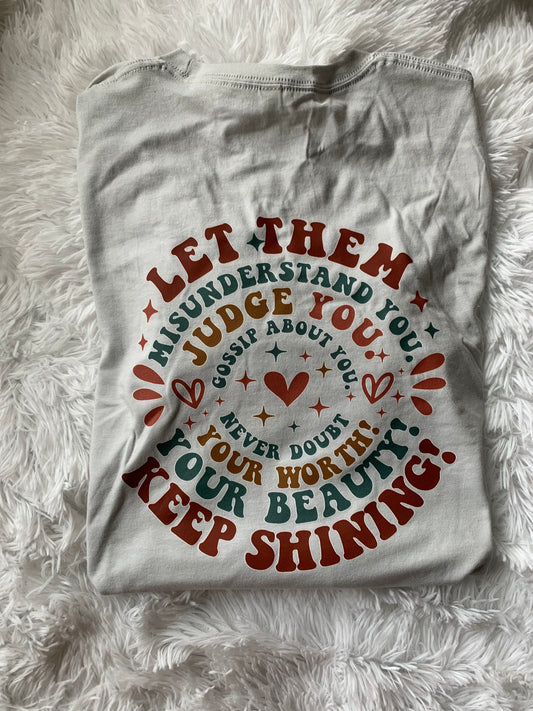 LET THEM
MISUNDERSTAND YOU.
JUDGE YOU.
GOSSIP ABOUT YOU.
NEVER DOUBT
YOUR WORTH!
YOUR BEAUTY!
KEEP SHINING!